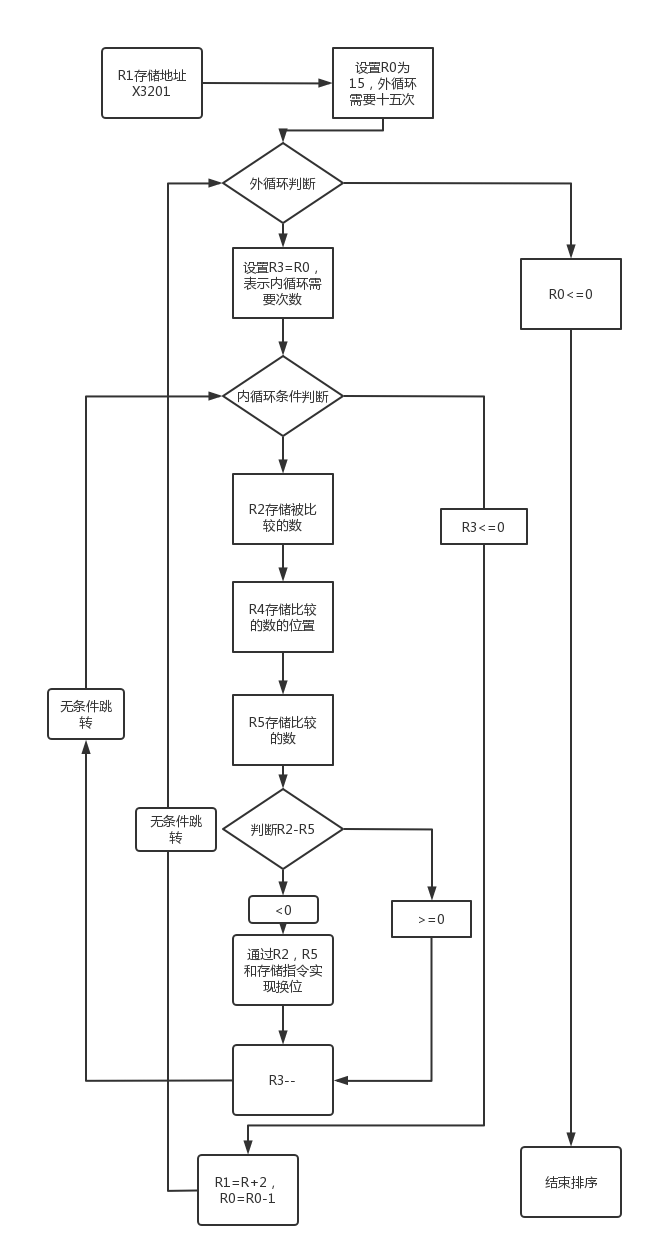 R1存储地址
X3201
设置R0为
15，外循环
需要十五次
外循环判断
设置R3=R0，
表示内循环需
要次数
R0<=0
内循环条件判断
R2存储被比
较的数
R3<=0
R4存储比较
的数的位置
R5存储比较
的数
无条件跳
转
无条件跳
转
判断R2-R5
<0
>=0
通过R2，R5
和存储指令实
现换位
R3--
R1=R+2，
R0=R0-1
结束排序